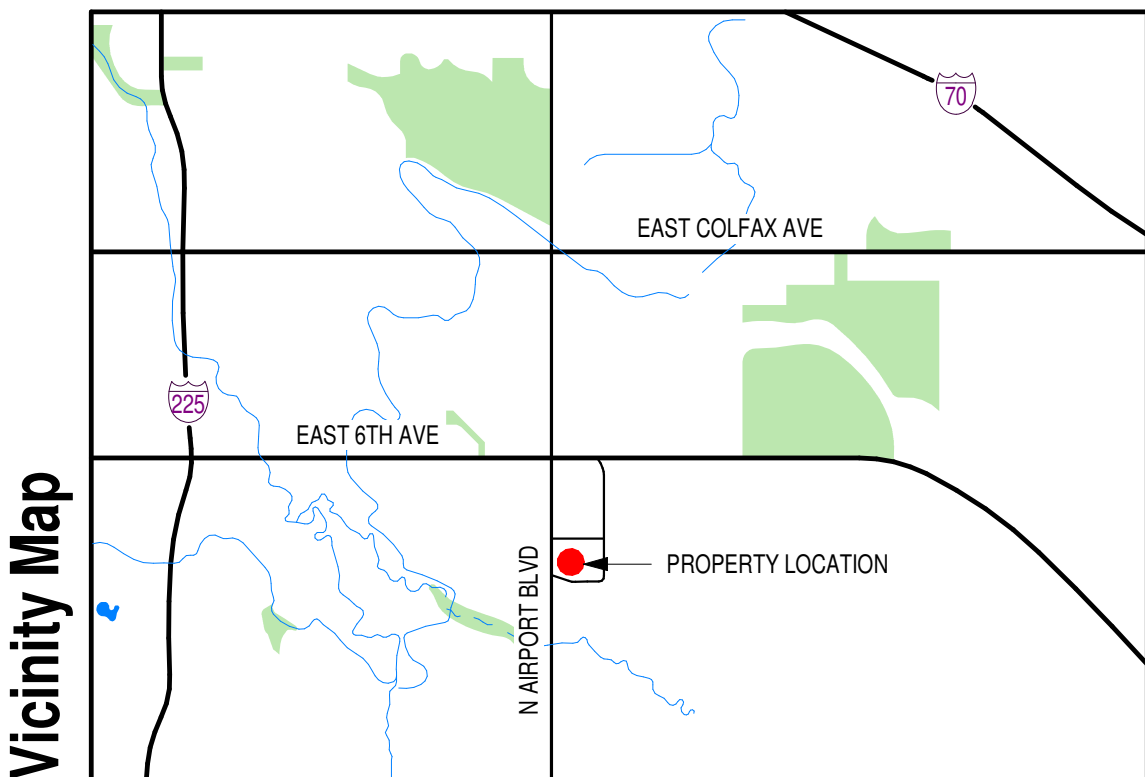 70
EAST COLFAX AVE
225
EAST 6TH AVE
PROPERTY LOCATION
N AIRPORT BLVD
Vicinity Map